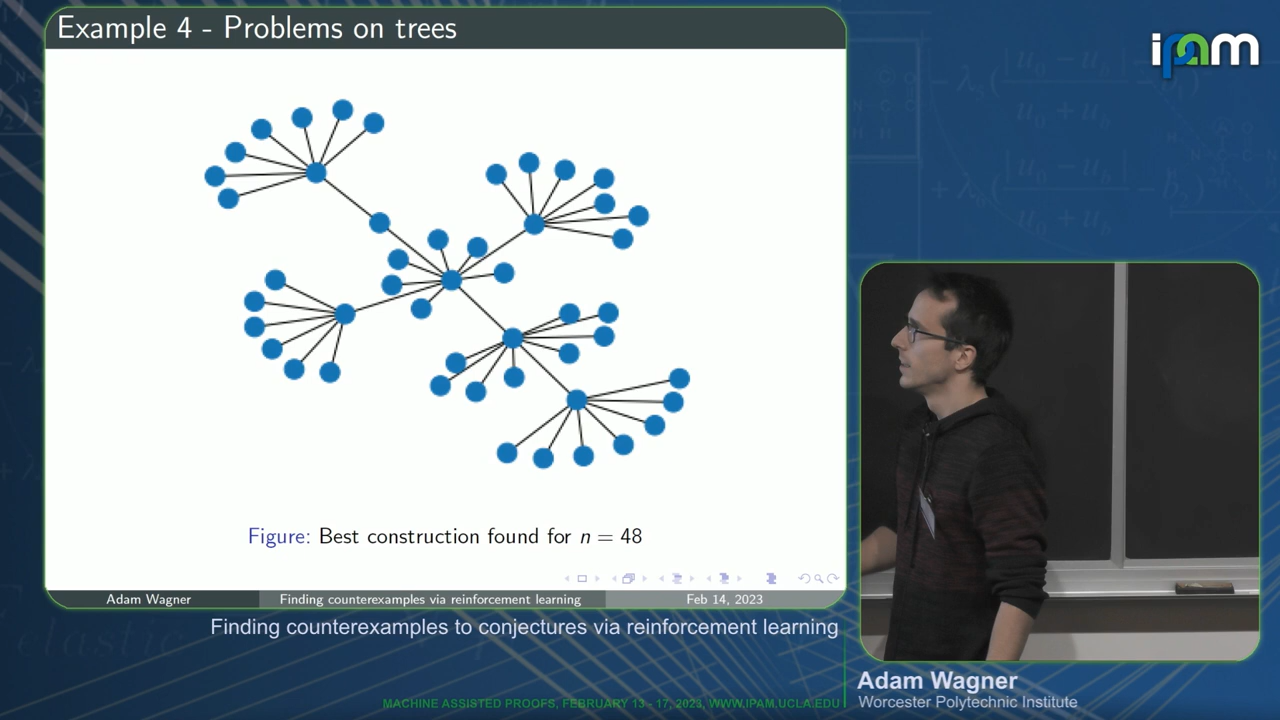 Example 4 - Problems on trees
ipam
Figure: Best construction found for n = 48
Adam Wagner
Finding counterexamples via reinforcement learning
Feb 14, 2023
Finding counterexamples to conjectures via reinforcement learning
Adam Wagner
Worcester Polytechnic Institute
MACHINE ASSISTED PROOFS, FEBRUARY 13 - 17, 2023, WWW.IPAM.UCLA.EDU